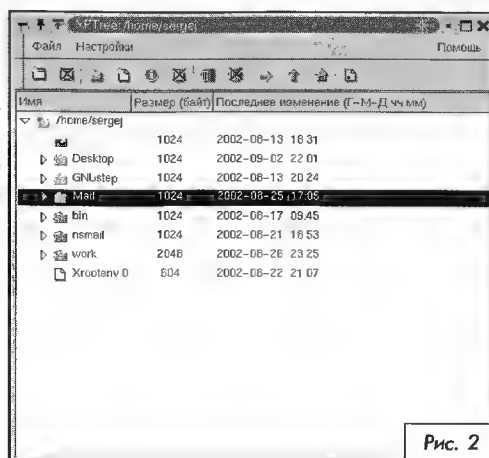 XFTree: /home/sergej
Файл Настройки Помощь
Имя Размер (байт) Последнее изменение (Г-М-Д чч мм)
/home/sergej
1024 2002-08-13 18 31
Desktop 1024 2002-09-02 22 01
GNUstep 1024 2002-08-13 20 24
Mail 1024 2002-08-25 17:05
bin 1024 2002-08-17 09.45
nsmail 1024 2002-08-21 18 53
work 2048 2002-08-26 23 25
Xrootenv 0 604 2002-08-22 21 07
Рис. 2